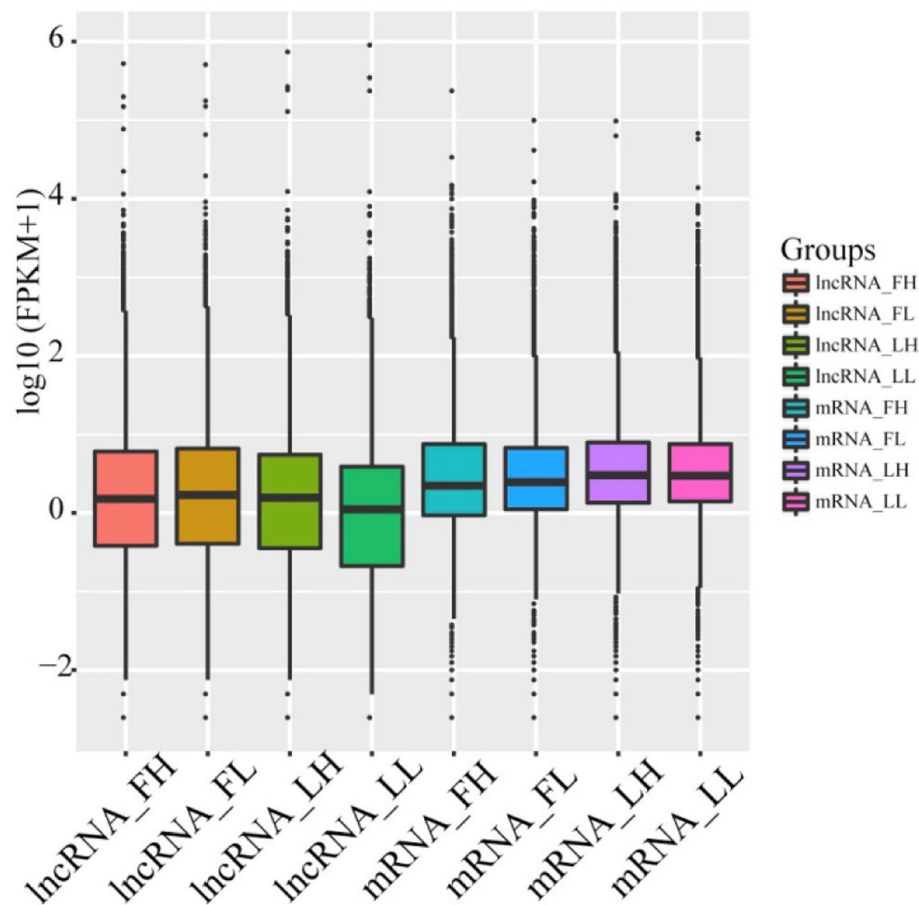 log10 (FPKM+1)
6
4
2
0
−2
lncRNA_FH
lncRNA_FL
lncRNA_LH
lncRNA_LL
mRNA_FH
mRNA_FL
mRNA_LH
mRNA_LL
Groups
lncRNA_FH
lncRNA_FL
lncRNA_LH
lncRNA_LL
mRNA_FH
mRNA_FL
mRNA_LH
mRNA_LL